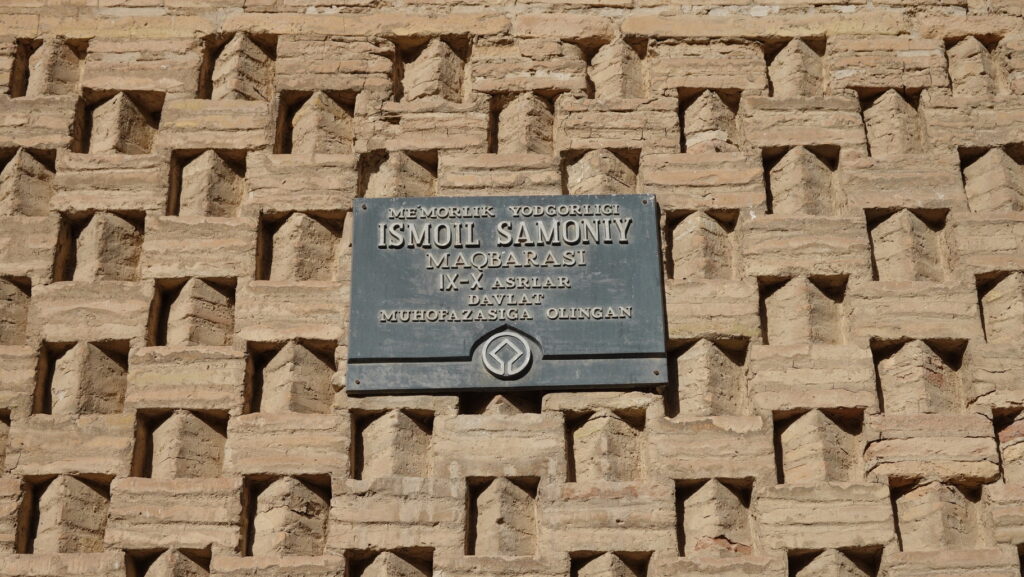 ME'MORLIK YODGORLIGI
ISMOIL SAMONIY
MAQBARASI
IX-X ASRLAR
DAVLAT
MUHOFAZASIGA OLINGAN